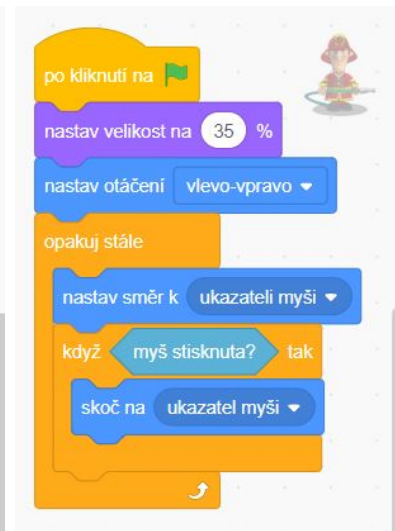 po kliknutí na
nastav velikost na 35 %
nastav otáčení vlevo-vpravo
opakuj stále
nastav směr k ukazateli myši
když myš stisknuta? tak
skoč na ukazatel myši